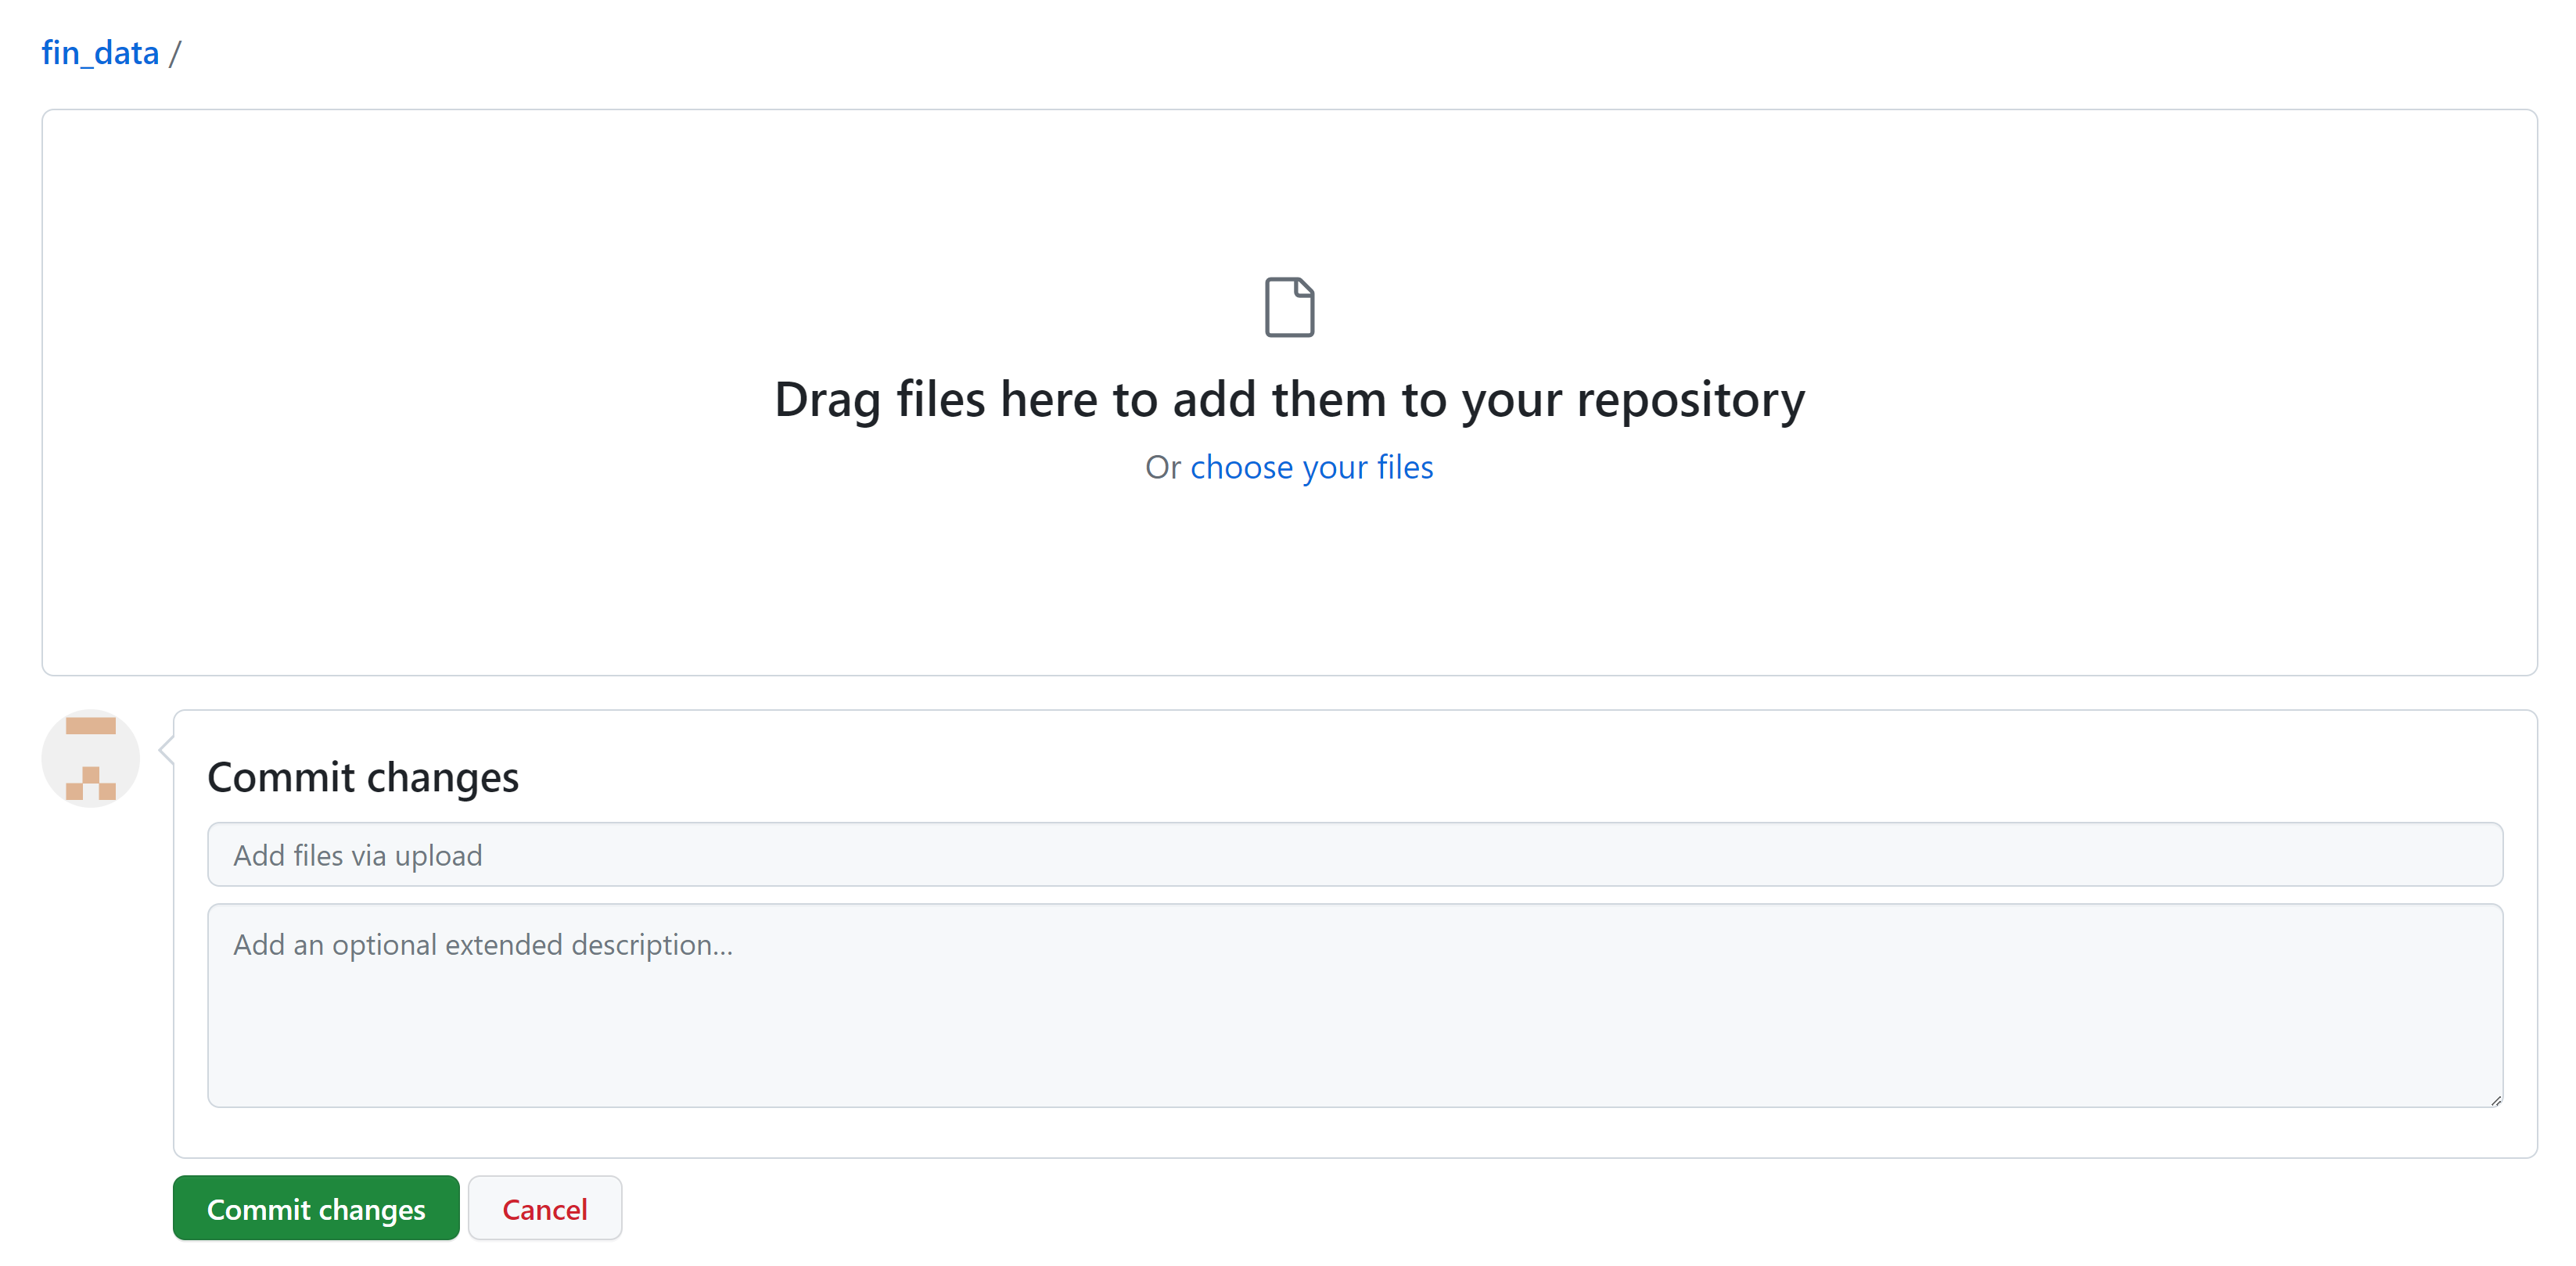 fin_data /
Drag files here to add them to your repository
Or choose your files
Commit changes
Add files via upload
Add an optional extended description...
Commit changes
Cancel